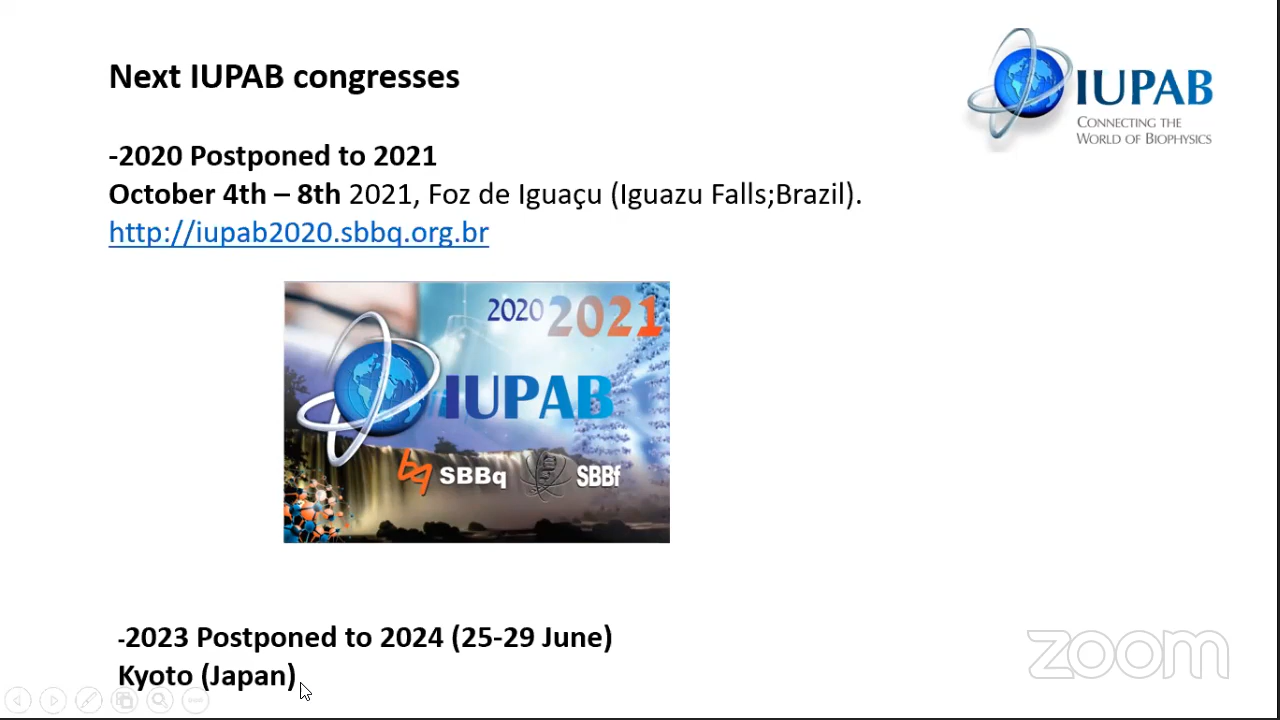 Next IUPAB congresses
IUPAB
CONNECTING THE
WORLD OF BIOPHYSICS
-2020 Postponed to 2021
October 4th – 8th 2021, Foz de Iguaçu (Iguazu Falls;Brazil).
http://iupab2020.sbbq.org.br
2020 2021
IUPAB
bq SBBq SBBf
-2023 Postponed to 2024 (25-29 June)
Kyoto (Japan)
zoom